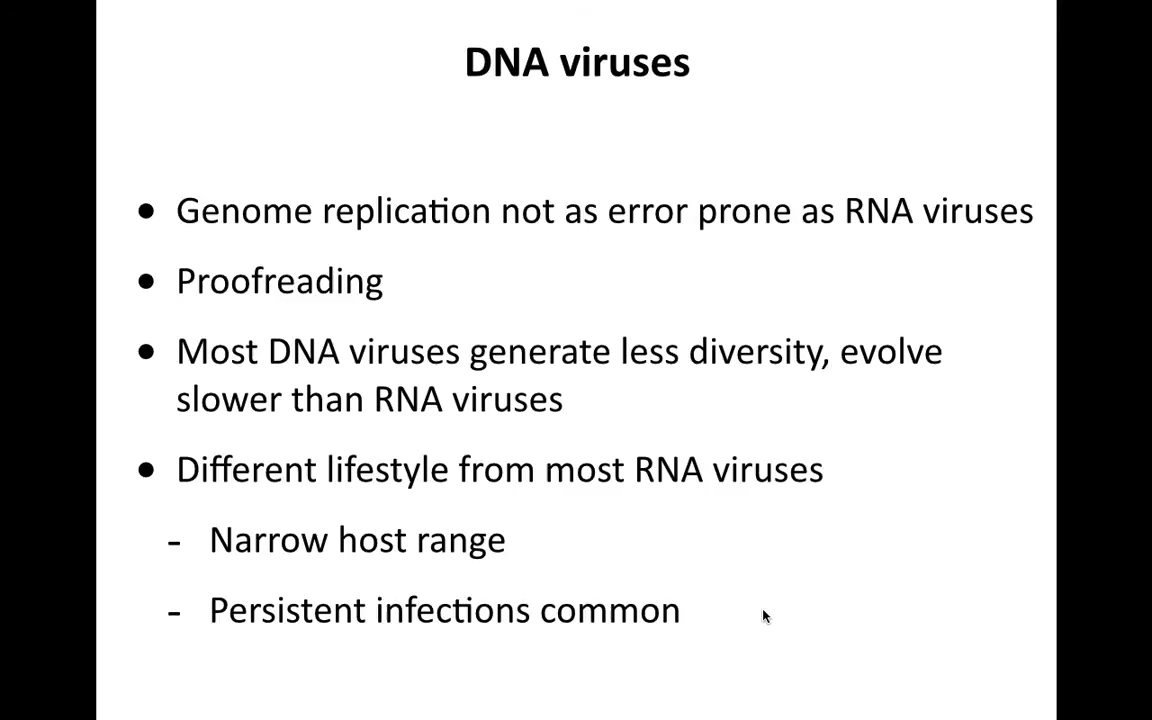 DNA viruses
• Genome replication not as error prone as RNA viruses
• Proofreading
• Most DNA viruses generate less diversity, evolve
slower than RNA viruses
• Different lifestyle from most RNA viruses
- Narrow host range
- Persistent infections common